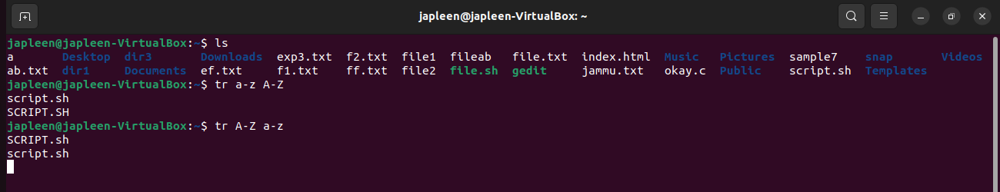 japleen@japleen-VirtualBox: ~
japleen@japleen-VirtualBox:~$ ls
a Desktop dir3 Downloads exp3.txt f2.txt file1 fileab file.txt index.html Music Pictures sample7 snap Videos
ab.txt dir1 Documents ef.txt f1.txt ff.txt file2 file.sh gedit jammu.txt okay.c Public script.sh Templates
japleen@japleen-VirtualBox:~$ tr a-z A-Z
script.sh
SCRIPT.SH
japleen@japleen-VirtualBox:~$ tr A-Z a-z
SCRIPT.sh
script.sh